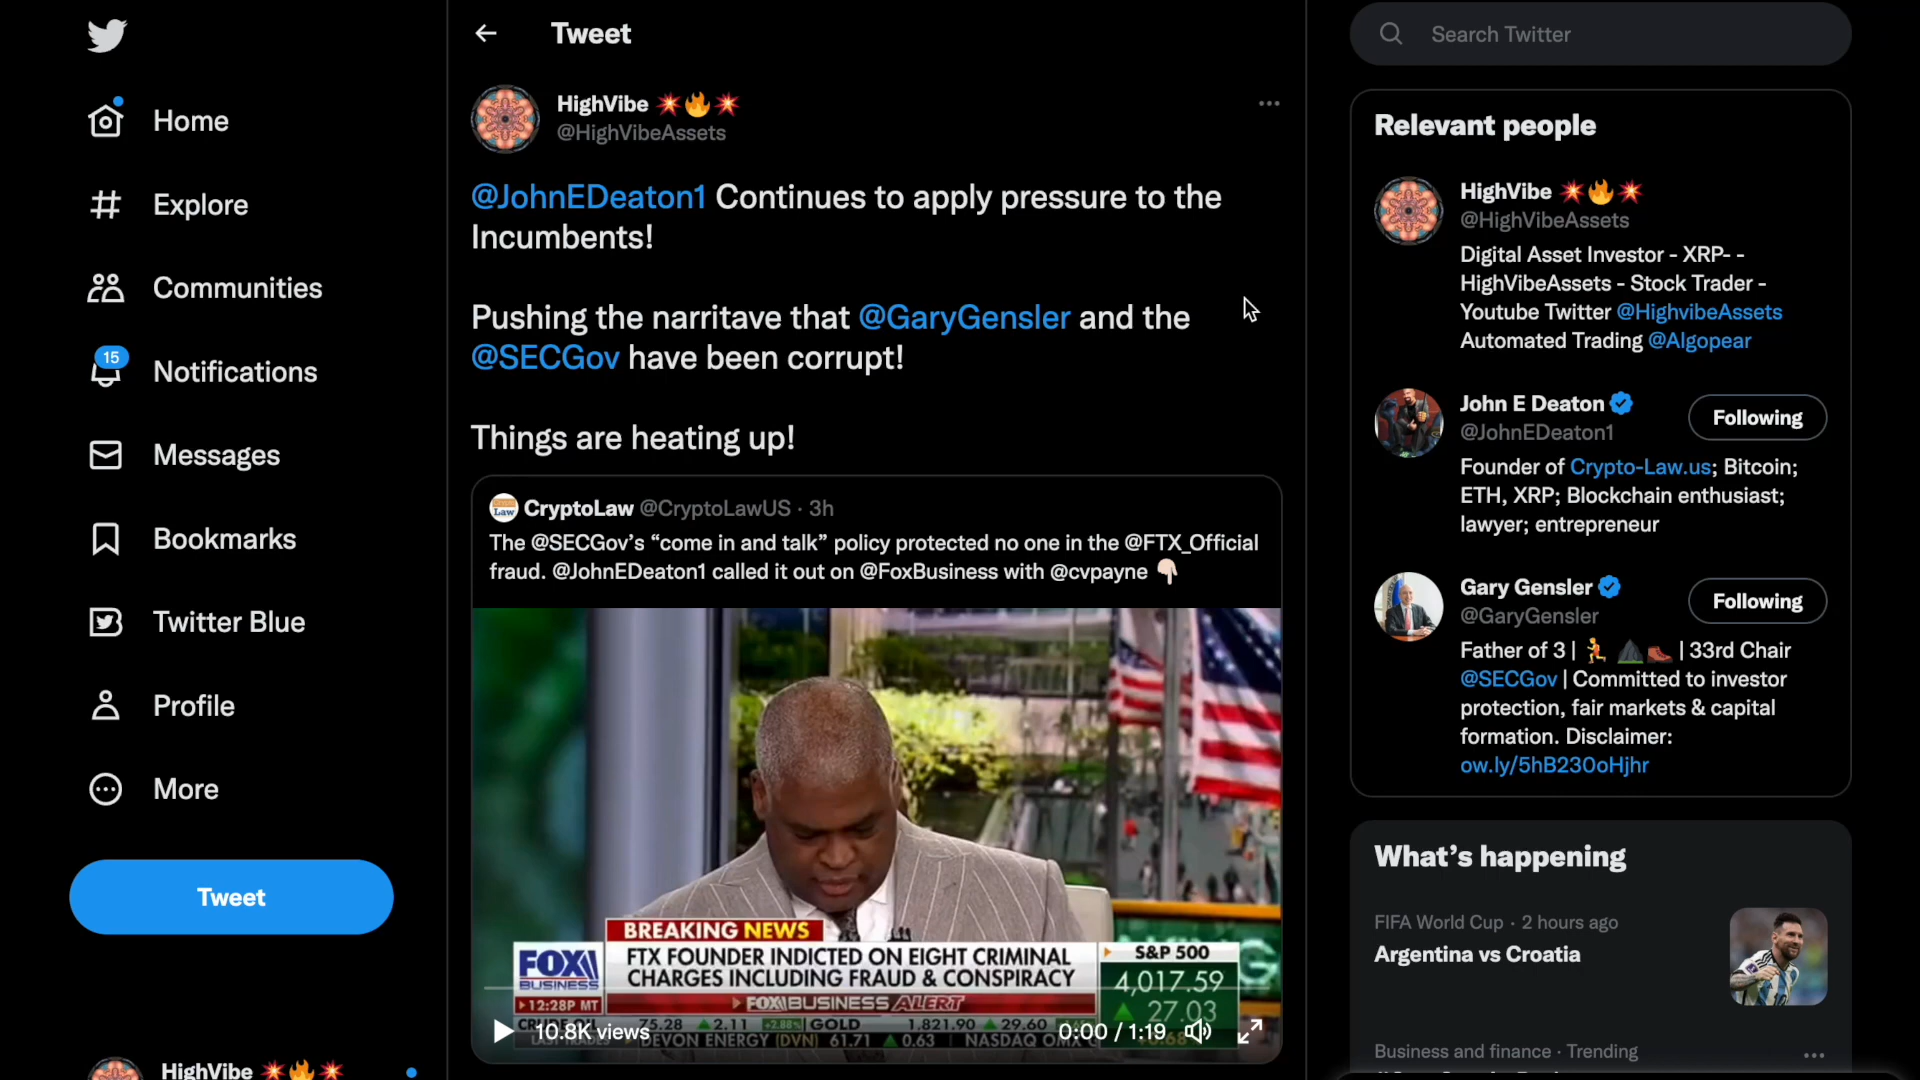 Home
Explore
Communities
15
Notifications
Messages
Bookmarks
Twitter Blue
Profile
More
Tweet
HighVibe 💥🔥💥
Tweet
HighVibe 💥🔥💥
@HighVibeAssets
@JohnEDeaton1 Continues to apply pressure to the
Incumbents!
Pushing the narritave that @GaryGensler and the
@SECGov have been corrupt!
Things are heating up!
Law
CryptoLaw @CryptoLawUS · 3h
The @SECGov's “come in and talk” policy protected no one in the @FTX_Official
fraud. @JohnEDeaton1 called it out on @FoxBusiness with @cvpayne 👇🏻
BREAKING NEWS
FTX FOUNDER INDICTED ON EIGHT CRIMINAL
CHARGES INCLUDING FRAUD & CONSPIRACY
FOX BUSINESS ALERT
FOX
BUSINESS
12:28P MT
S&P 500
4,017.59
27.03
75.28 ▲2.11 +2.88% GOLD 1,821.90 ▲29.60
DEVON ENERGY (DVN) 61.71 ▲0.63 NASDAQ
10.8K views
0:00 / 1:19
Search Twitter
Relevant people
HighVibe 💥🔥💥
@HighVibeAssets
Digital Asset Investor - XRP- -
HighVibeAssets - Stock Trader -
Youtube Twitter @HighvibeAssets
Automated Trading @Algopear
John E Deaton
@JohnEDeaton1
Following
Founder of Crypto-Law.us; Bitcoin;
ETH, XRP; Blockchain enthusiast;
lawyer; entrepreneur
Gary Gensler
@GaryGensler
Following
Father of 3 | 🏃 ⛰️🥾 | 33rd Chair
@SECGov | Committed to investor
protection, fair markets & capital
formation. Disclaimer:
ow.ly/5hB230oHjhr
What's happening
FIFA World Cup · 2 hours ago
Argentina vs Croatia
Business and finance · Trending